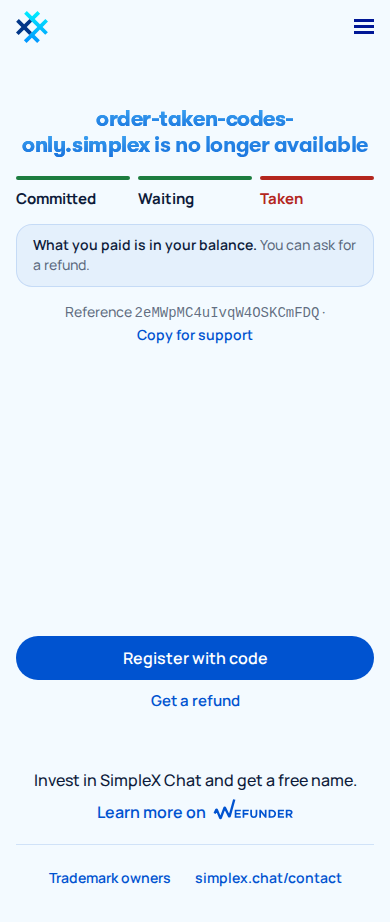 order-taken-codes-
only.simplex is no longer available
Committed
Waiting
Taken
What you paid is in your balance. You can ask for
a refund.
Reference 2eMWpMC4uIvqW4OSKCmFDQ ·
Copy for support
Register with code
Get a refund
Invest in SimpleX Chat and get a free name.
Learn more on WEFUNDER
Trademark owners
simplex.chat/contact